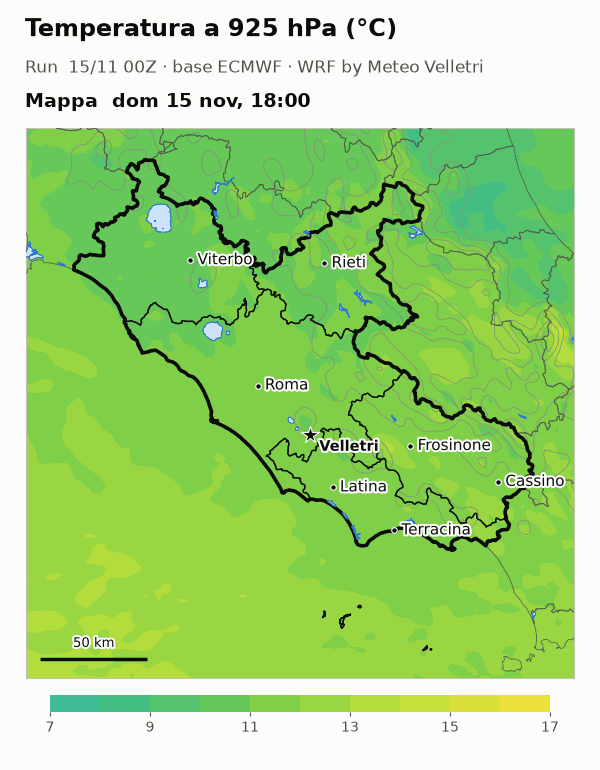 Temperatura a 925 hPa (°C)
Run  15/11 00Z · base ECMWF · WRF by Meteo Velletri
Mappa  dom 15 nov, 18:00
Viterbo
Rieti
Roma
Velletri
Frosinone
Cassino
Latina
Terracina
50 km
7 9 11 13 15 17